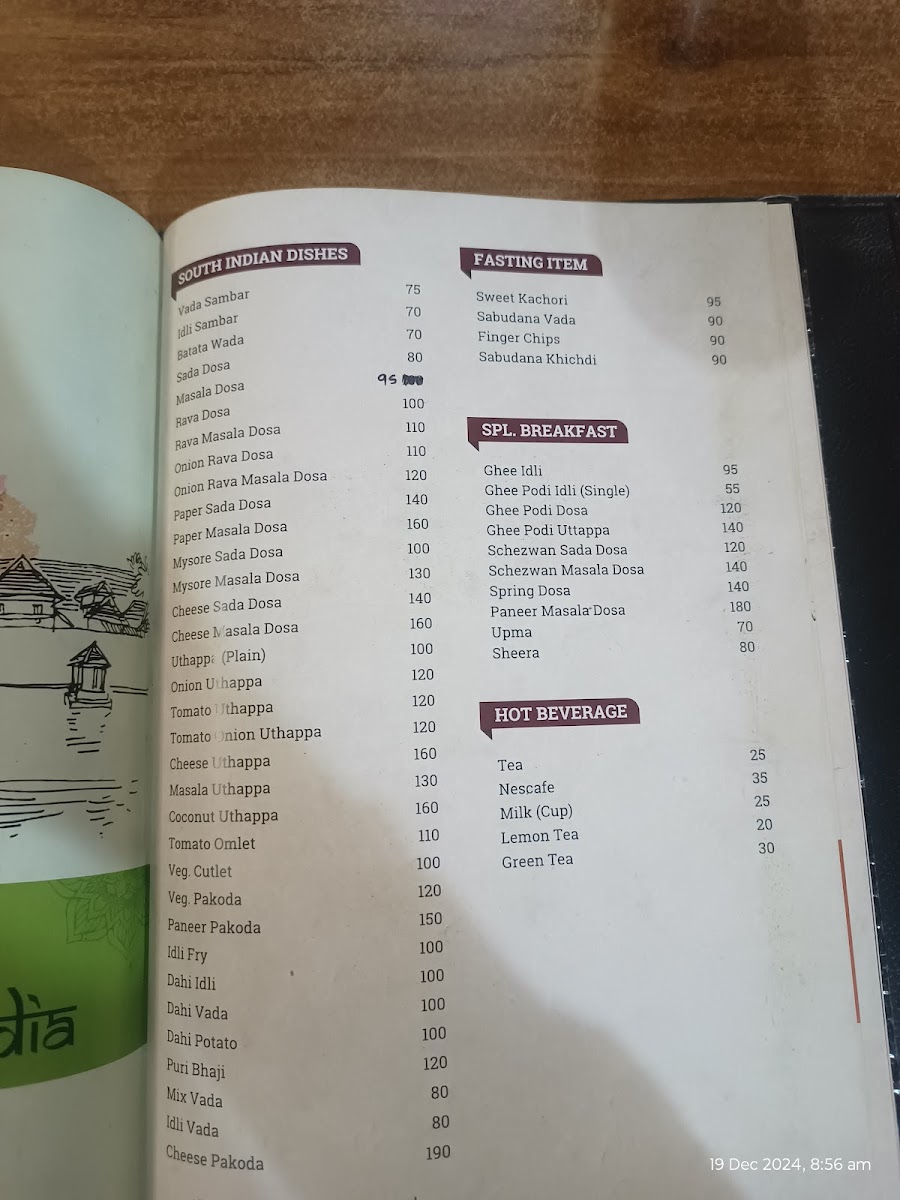 SOUTH INDIAN DISHES
Vada Sambar 75
Idli Sambar 70
Batata Wada 70
Sada Dosa 80
Masala Dosa 95
Rava Dosa 100
Rava Masala Dosa 110
Onion Rava Dosa 110
Onion Rava Masala Dosa 120
Paper Sada Dosa 140
Paper Masala Dosa 160
Mysore Sada Dosa 100
Mysore Masala Dosa 130
Cheese Sada Dosa 140
Cheese Masala Dosa 160
Uthappa (Plain) 100
Onion Uthappa 120
Tomato Uthappa 120
Tomato Onion Uthappa 120
Cheese Uthappa 160
Masala Uthappa 130
Coconut Uthappa 160
Tomato Omlet 110
Veg. Cutlet 100
Veg. Pakoda 120
Paneer Pakoda 150
Idli Fry 100
Dahi Idli 100
Dahi Vada 100
Dahi Potato 100
Puri Bhaji 120
Mix Vada 80
Idli Vada 80
Cheese Pakoda 190
FASTING ITEM
Sweet Kachori 95
Sabudana Vada 90
Finger Chips 90
Sabudana Khichdi 90
SPL. BREAKFAST
Ghee Idli 95
Ghee Podi Idli (Single) 55
Ghee Podi Dosa 120
Ghee Podi Uttappa 140
Schezwan Sada Dosa 120
Schezwan Masala Dosa 140
Spring Dosa 140
Paneer Masala Dosa 180
Upma 70
Sheera 80
HOT BEVERAGE
Tea 25
Nescafe 35
Milk (Cup) 25
Lemon Tea 20
Green Tea 30
dia
19 Dec 2024, 8:56 am